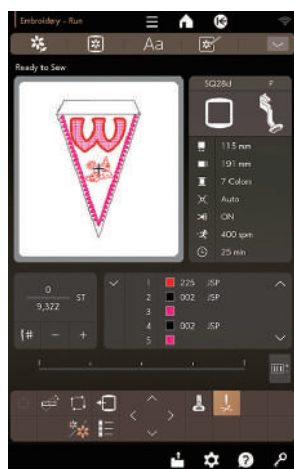 Embroidery - Run
Aa
Ready to Sew
W
SQ28d P
115 mm
191 mm
7 Colors
Auto
ON
400 spm
25 min
0
9,322 ST
# - +
1 225 JSP
2 002 JSP
3
4 002 JSP
5
?